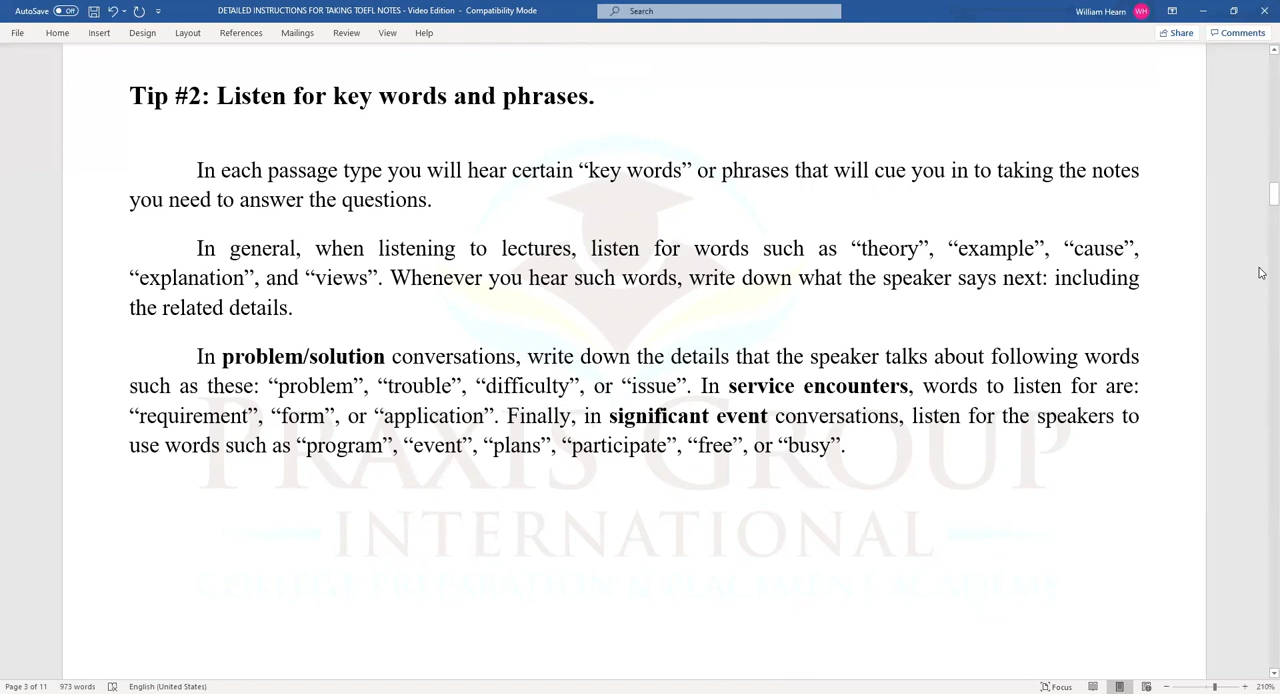 AutoSave Off DETAILED INSTRUCTIONS FOR TAKING TOEFL NOTES - Video Edition - Compatibility Mode Search William Hearn WH
File Home Insert Design Layout References Mailings Review View Help Share Comments
Tip #2: Listen for key words and phrases.
In each passage type you will hear certain “key words” or phrases that will cue you in to taking the notes
you need to answer the questions.
In general, when listening to lectures, listen for words such as “theory”, “example”, “cause”,
“explanation”, and “views”. Whenever you hear such words, write down what the speaker says next: including
the related details.
In problem/solution conversations, write down the details that the speaker talks about following words
such as these: “problem”, “trouble”, “difficulty”, or “issue”. In service encounters, words to listen for are:
“requirement”, “form”, or “application”. Finally, in significant event conversations, listen for the speakers to
use words such as “program”, “event”, “plans”, “participate”, “free”, or “busy”.
PRAXIS GROUP
INTERNATIONAL
COLLEGE PREPARATION & PLACEMENT ACADEMY
Page 3 of 11 973 words English (United States) Focus 210%